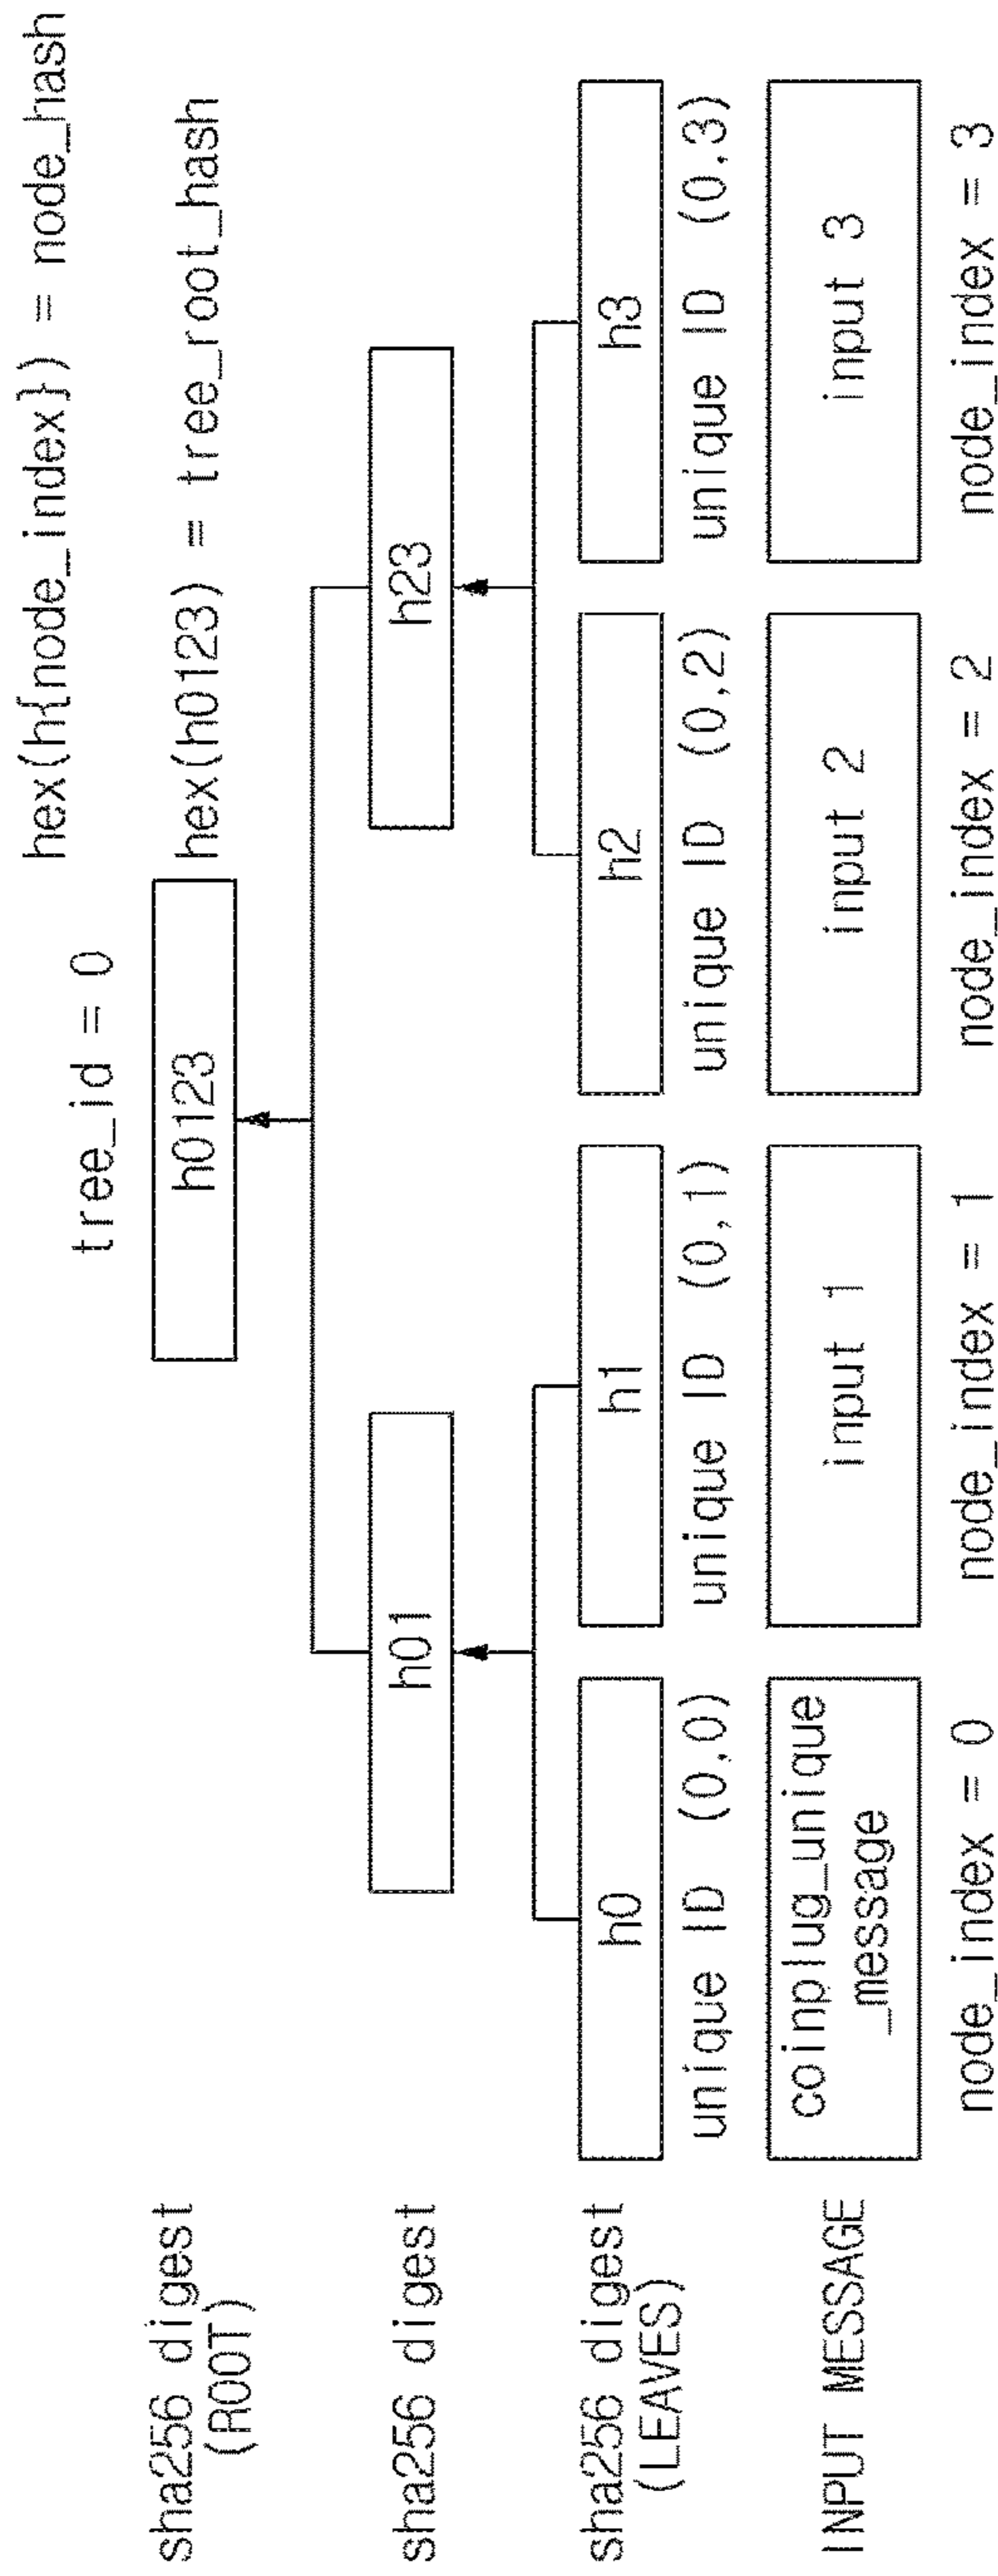 hex(h{node_index}) = node_hash
tree_id = 0
hex(h0123) = tree_root_hash
sha256 digest
(ROOT)
h0123
sha256 digest
h01
h23
sha256 digest
(LEAVES)
h0
h1
h2
h3
unique ID (0,0)
unique ID (0,1)
unique ID (0,2)
unique ID (0,3)
INPUT MESSAGE
coinplug_unique
_message
input 1
input 2
input 3
node_index = 0
node_index = 1
node_index = 2
node_index = 3